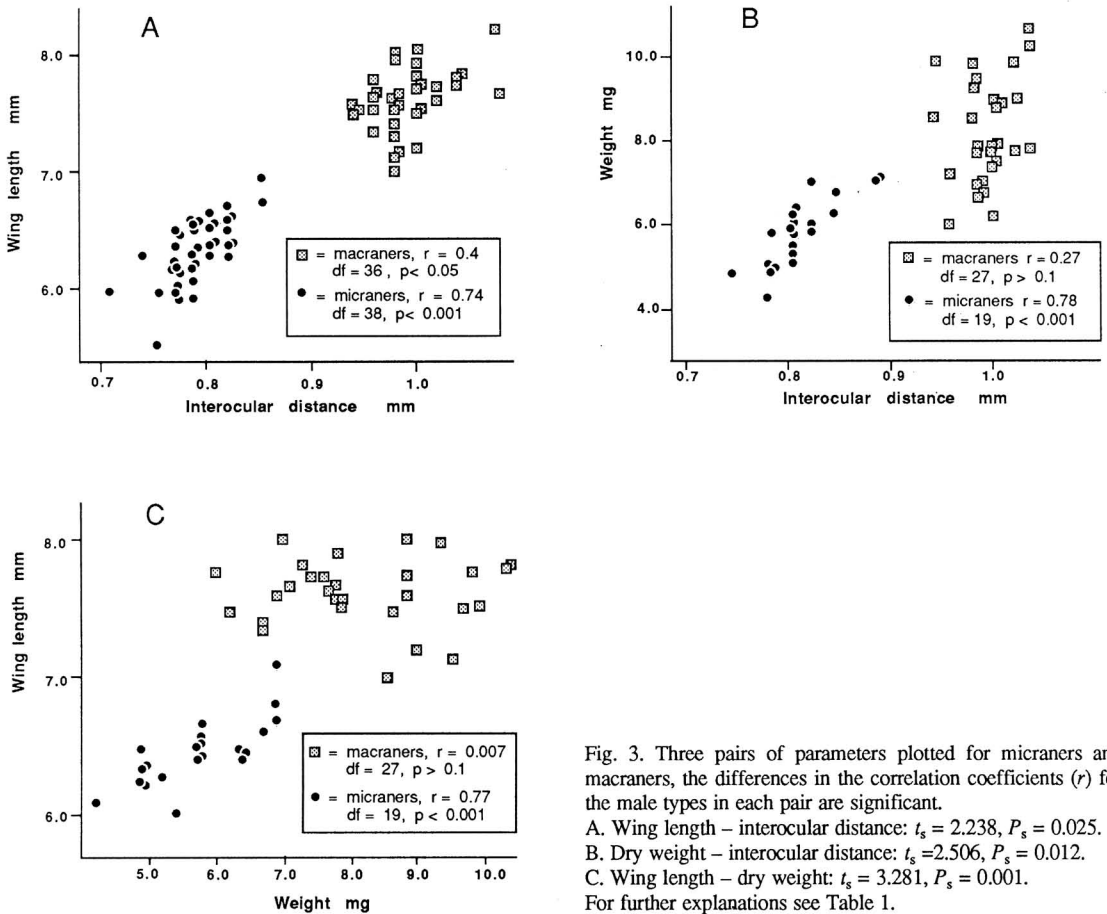 A
Wing length mm
8.0
7.0
6.0
= macraners, r = 0.4
df = 36, p< 0.05
= micraners, r = 0.74
df = 38, p< 0.001
0.7 0.8 0.9 1.0
Interocular distance mm
B
Weight mg
10.0
8.0
6.0
4.0
= macraners r = 0.27
df = 27, p > 0.1
= micraners r = 0.78
df = 19, p < 0.001
0.7 0.8 0.9 1.0
Interocular distance mm
C
Wing length mm
8.0
7.0
6.0
= macraners, r = 0.007
df = 27, p > 0.1
= micraners, r = 0.77
df = 19, p < 0.001
5.0 6.0 7.0 8.0 9.0 10.0
Weight mg
Fig. 3. Three pairs of parameters plotted for micraners an
macraners, the differences in the correlation coefficients (r) f
the male types in each pair are significant.
A. Wing length – interocular distance: ts = 2.238, Ps = 0.025.
B. Dry weight – interocular distance: ts =2.506, Ps = 0.012.
C. Wing length – dry weight: ts = 3.281, Ps = 0.001.
For further explanations see Table 1.